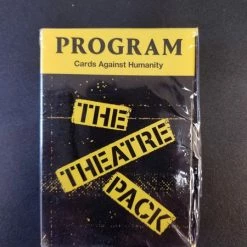 PROGRAM
Cards Against Humanity
THE
THEATRE
PACK